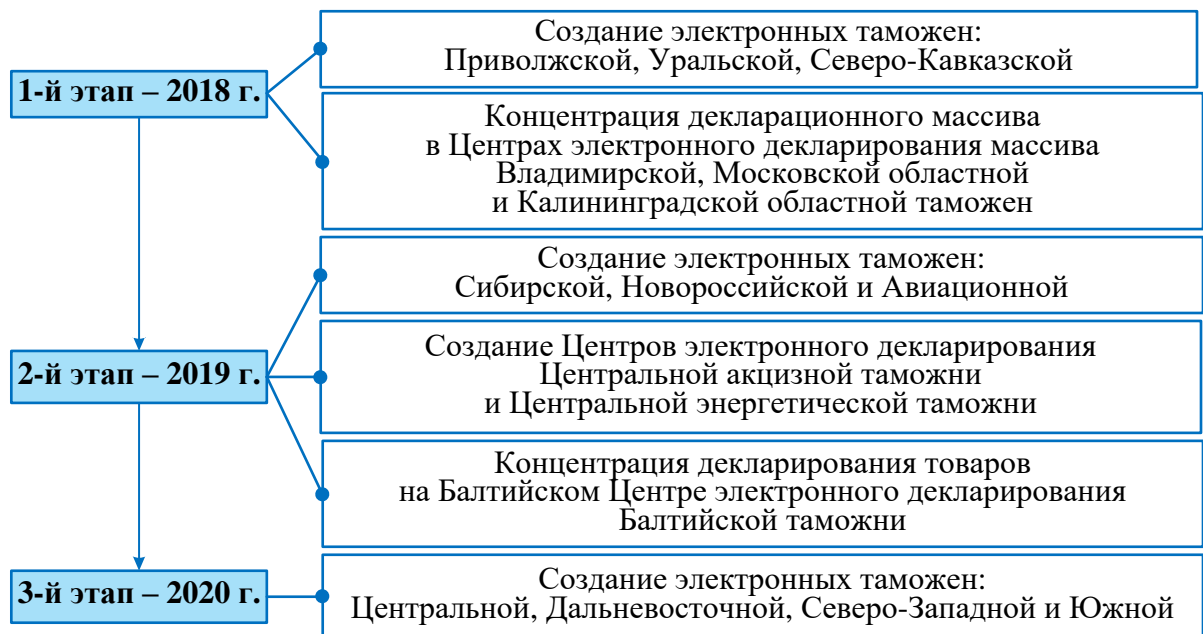 1-й этап – 2018 г.
Создание электронных таможен:
Приволжской, Уральской, Северо-Кавказской
Концентрация декларационного массива
в Центрах электронного декларирования массива
Владимирской, Московской областной
и Калининградской областной таможен
2-й этап – 2019 г.
Создание электронных таможен:
Сибирской, Новороссийской и Авиационной
Создание Центров электронного декларирования
Центральной акцизной таможни
и Центральной энергетической таможни
Концентрация декларирования товаров
на Балтийском Центре электронного декларирования
Балтийской таможни
3-й этап – 2020 г.
Создание электронных таможен:
Центральной, Дальневосточной, Северо-Западной и Южной